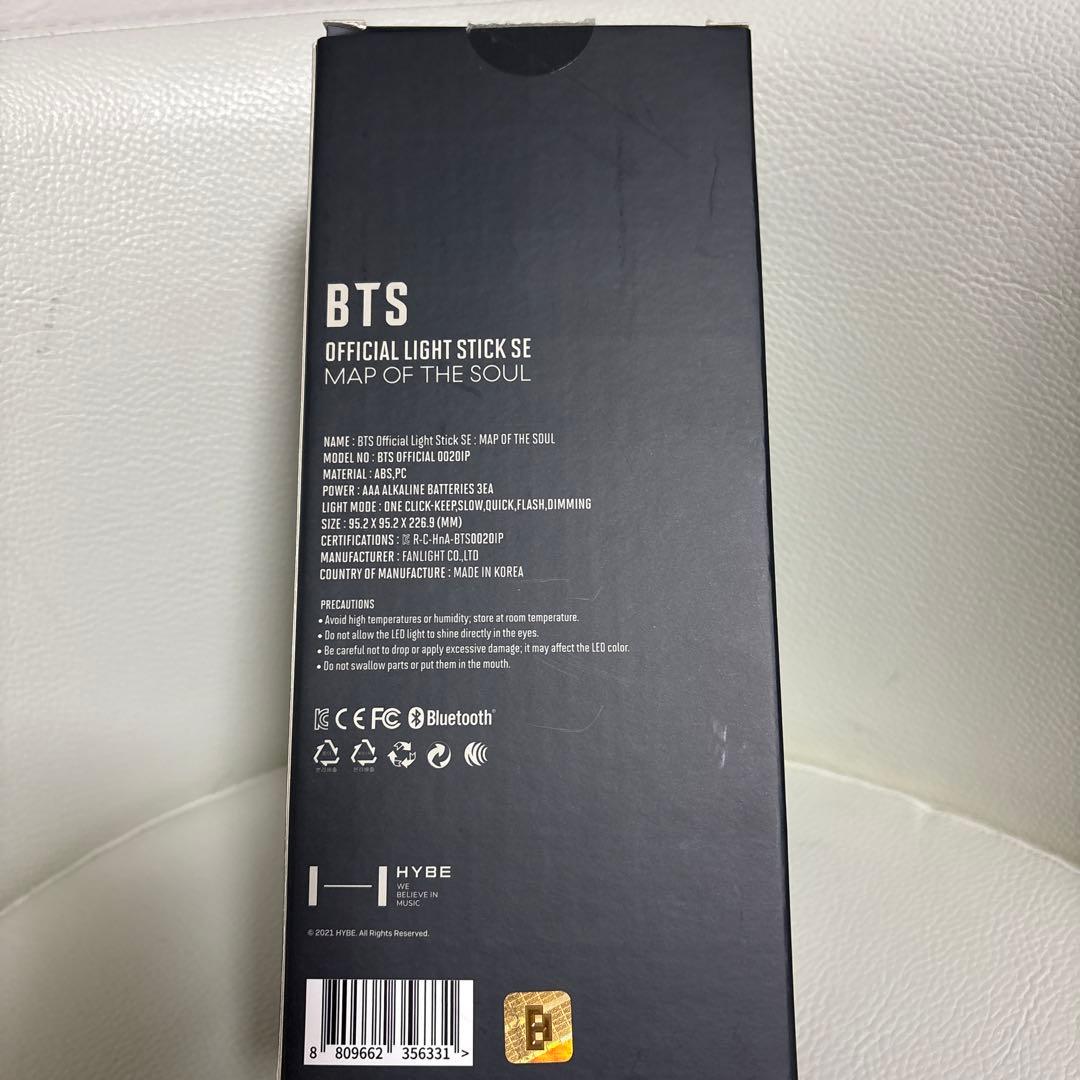 BTS
OFFICIAL LIGHT STICK SE
MAP OF THE SOUL
NAME : BTS Official Light Stick SE : MAP OF THE SOUL
MODEL NO : BTS OFFICIAL 0020IP
MATERIAL : ABS,PC
POWER : AAA ALKALINE BATTERIES 3EA
LIGHT MODE : ONE CLICK-KEEP,SLOW,QUICK,FLASH,DIMMING
SIZE : 95.2 X 95.2 X 226.9 (MM)
CERTIFICATIONS : R-C-HnA-BTS0020IP
MANUFACTURER : FANLIGHT CO.,LTD
COUNTRY OF MANUFACTURE : MADE IN KOREA
PRECAUTIONS
• Avoid high temperatures or humidity; store at room temperature.
• Do not allow the LED light to shine directly in the eyes.
• Be careful not to drop or apply excessive damage; it may affect the LED color.
• Do not swallow parts or put them in the mouth.
CE FC Bluetooth®
HYBE
WE
BELIEVE IN
MUSIC
© 2021 HYBE. All Rights Reserved.
8 809662 356331 >